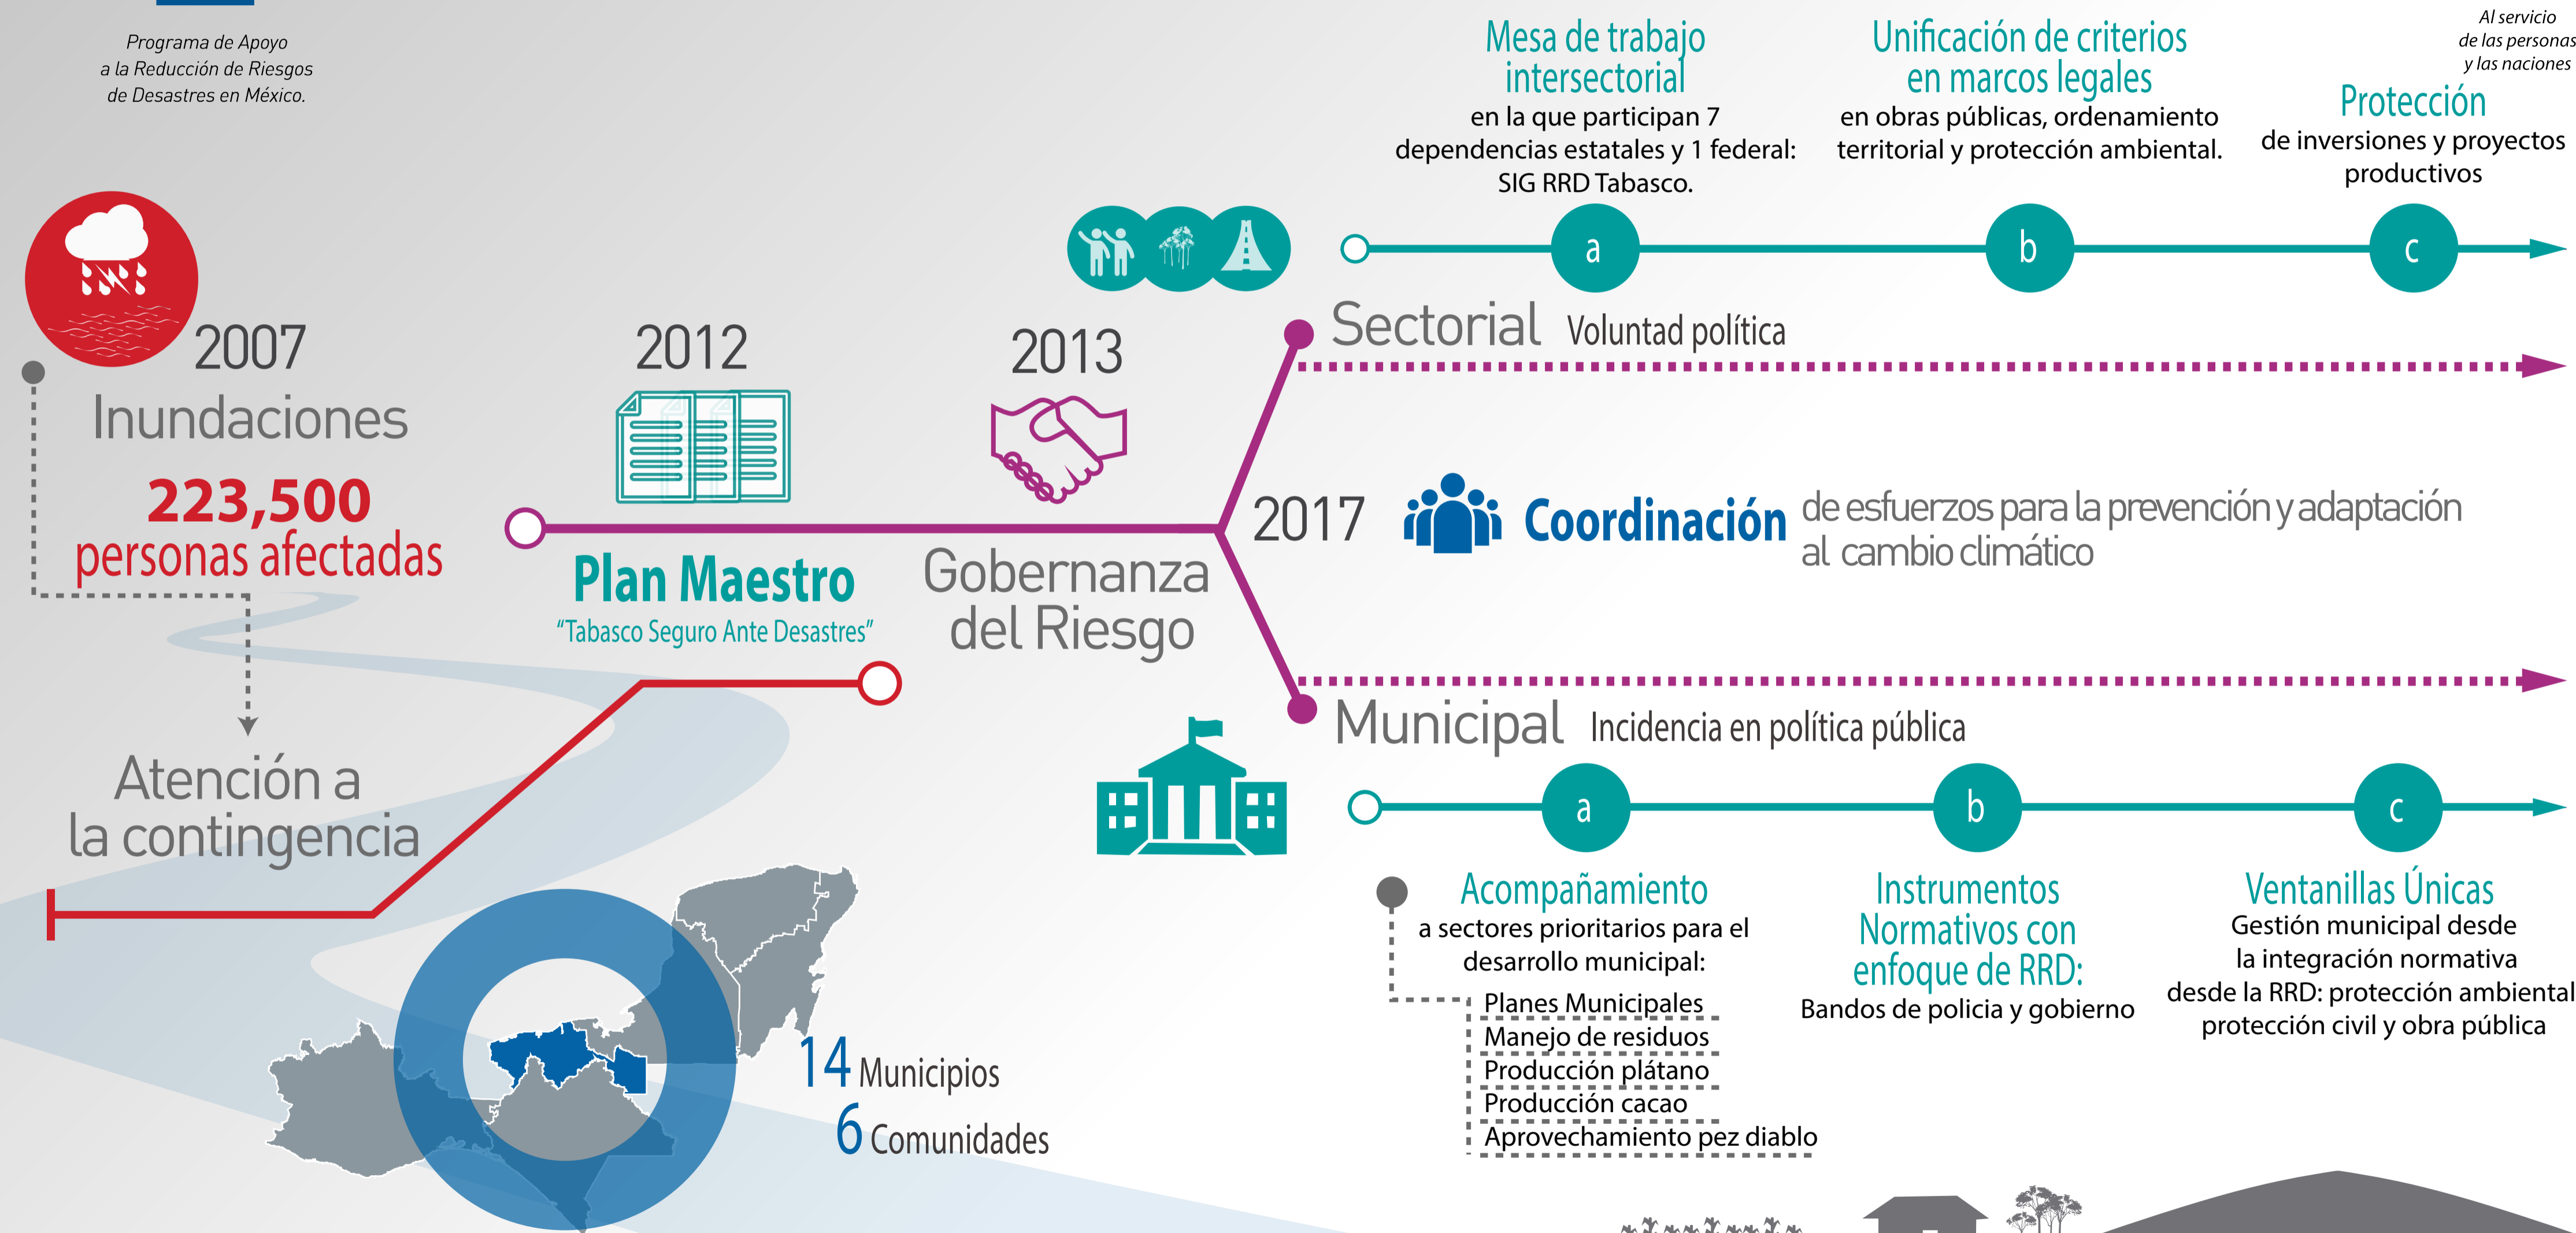 Programa de Apoyo
a la Reducción de Riesgos
de Desastres en México.
Al servicio
de las personas
y las naciones
2007
Inundaciones
223,500
personas afectadas
Atención a
la contingencia
2012
Plan Maestro
“Tabasco Seguro Ante Desastres”
2013
Gobernanza
del Riesgo
14 Municipios
6 Comunidades
Mesa de trabajo
intersectorial
en la que participan 7
dependencias estatales y 1 federal:
SIG RRD Tabasco.
Unificación de criterios
en marcos legales
en obras públicas, ordenamiento
territorial y protección ambiental.
Protección
de inversiones y proyectos
productivos
a
b
c
Sectorial Voluntad política
2017
Coordinación
de esfuerzos para la prevención y adaptación
al cambio climático
Municipal Incidencia en política pública
a
b
c
Acompañamiento
a sectores prioritarios para el
desarrollo municipal:
Planes Municipales
Manejo de residuos
Producción plátano
Producción cacao
Aprovechamiento pez diablo
Instrumentos
Normativos con
enfoque de RRD:
Bandos de policia y gobierno
Ventanillas Únicas
Gestión municipal desde
la integración normativa
desde la RRD: protección ambiental
protección civil y obra pública